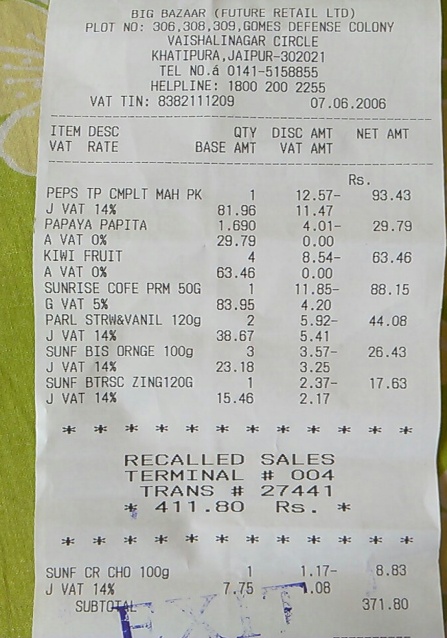 BIG BAZAAR (FUTURE RETAIL LTD)
PLOT NO: 306,308,309,GOMES DEFENSE COLONY
VAISHALINAGAR CIRCLE
KHATIPURA,JAIPUR-302021
TEL NO.á 0141-5158855
HELPLINE: 1800 200 2255
VAT TIN: 8382111209 07.06.2006
ITEM DESC QTY DISC AMT NET AMT
VAT RATE BASE AMT VAT AMT
Rs.
PEPS TP CMPLT MAH PK 1 12.57- 93.43
J VAT 14% 81.96 11.47
PAPAYA PAPITA 1.690 4.01- 29.79
A VAT 0% 29.79 0.00
KIWI FRUIT 4 8.54- 63.46
A VAT 0% 63.46 0.00
SUNRISE COFE PRM 50G 1 11.85- 88.15
G VAT 5% 83.95 4.20
PARL STRW&VANIL 120g 2 5.92- 44.08
J VAT 14% 38.67 5.41
SUNF BIS ORNGE 100g 3 3.57- 26.43
J VAT 14% 23.18 3.25
SUNF BTRSC ZING120G 1 2.37- 17.63
J VAT 14% 15.46 2.17
* * * * * * * * * * * *
RECALLED SALES
TERMINAL # 004
TRANS # 27441
* 411.80 Rs. *
* * * * * * * * * * * *
SUNF CR CHO 100g 1 1.17- 8.83
J VAT 14% 7.75 1.08
SUBTOTAL 371.80
EXIT